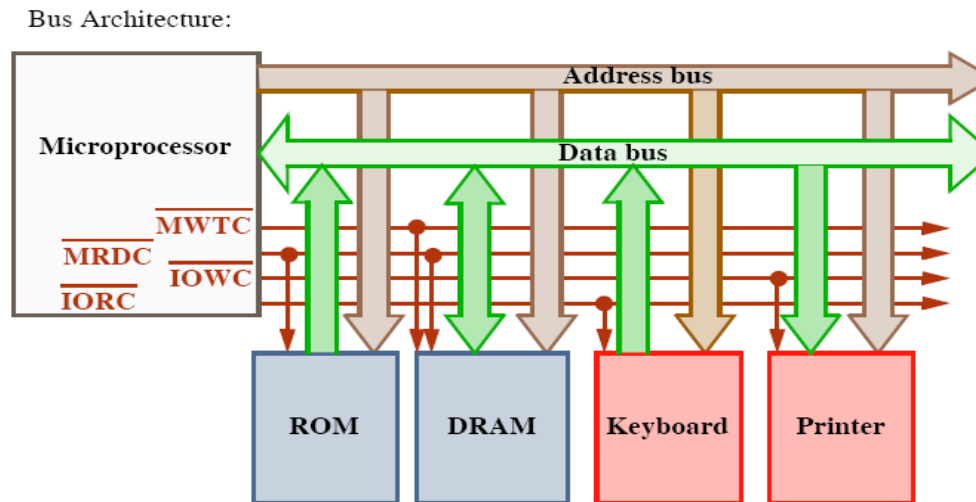 Bus Architecture:
Address bus
Microprocessor
Data bus
MWTC
MRDC
IOWC
IORC
ROM
DRAM
Keyboard
Printer